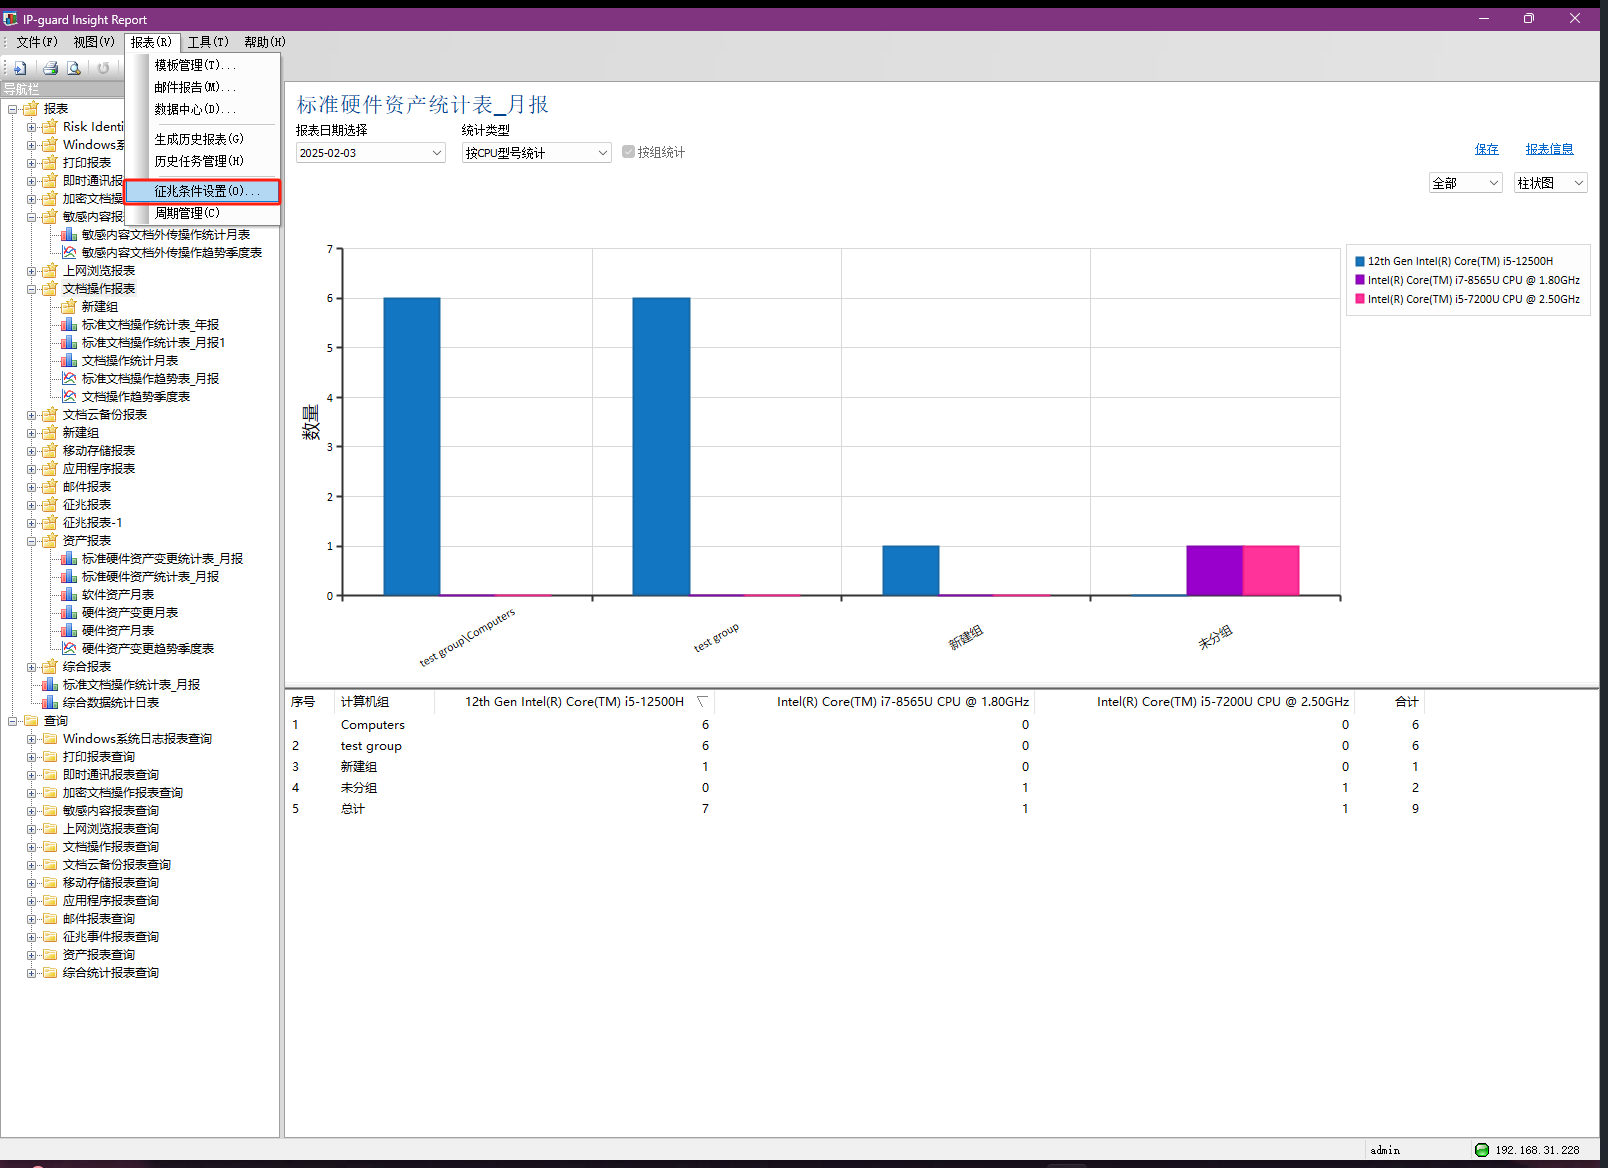 IP-guard Insight Report
文件(F) 视图(V) 报表(R) 工具(T) 帮助(H)
模板管理(T)...
邮件报告(M)...
数据中心(D)...
生成历史报表(G)
历史任务管理(H)
征兆条件设置(O)...
周期管理(C)
导航栏
报表
Risk Identi
Windows系
打印报表
即时通讯报
加密文档操
敏感内容报
敏感内容文档外传操作统计月表
敏感内容文档外传操作趋势季度表
上网浏览报表
文档操作报表
新建组
标准文档操作统计表_年报
标准文档操作统计表_月报1
文档操作统计月表
标准文档操作趋势表_月报
文档操作趋势季度表
文档云备份报表
新建组
移动存储报表
应用程序报表
邮件报表
征兆报表
征兆报表-1
资产报表
标准硬件资产变更统计表_月报
标准硬件资产统计表_月报
软件资产月表
硬件资产变更月表
硬件资产月表
硬件资产变更趋势季度表
综合报表
标准文档操作统计表_月报
综合数据统计日表
查询
Windows系统日志报表查询
打印报表查询
即时通讯报表查询
加密文档操作报表查询
敏感内容报表查询
上网浏览报表查询
文档操作报表查询
文档云备份报表查询
移动存储报表查询
应用程序报表查询
邮件报表查询
征兆事件报表查询
资产报表查询
综合统计报表查询
标准硬件资产统计表_月报
报表日期选择 统计类型
2025-02-03 按CPU型号统计 按组统计
保存 报表信息
全部 柱状图
7
6
5
4
3
2
1
0
数量
test group\Computers
test group
新建组
未分组
12th Gen Intel(R) Core(TM) i5-12500H
Intel(R) Core(TM) i7-8565U CPU @ 1.80GHz
Intel(R) Core(TM) i5-7200U CPU @ 2.50GHz
序号 计算机组 12th Gen Intel(R) Core(TM) i5-12500H Intel(R) Core(TM) i7-8565U CPU @ 1.80GHz Intel(R) Core(TM) i5-7200U CPU @ 2.50GHz 合计
1 Computers 6 0 0 6
2 test group 6 0 0 6
3 新建组 1 0 0 1
4 未分组 0 1 1 2
5 总计 7 1 1 9
admin 192.168.31.228